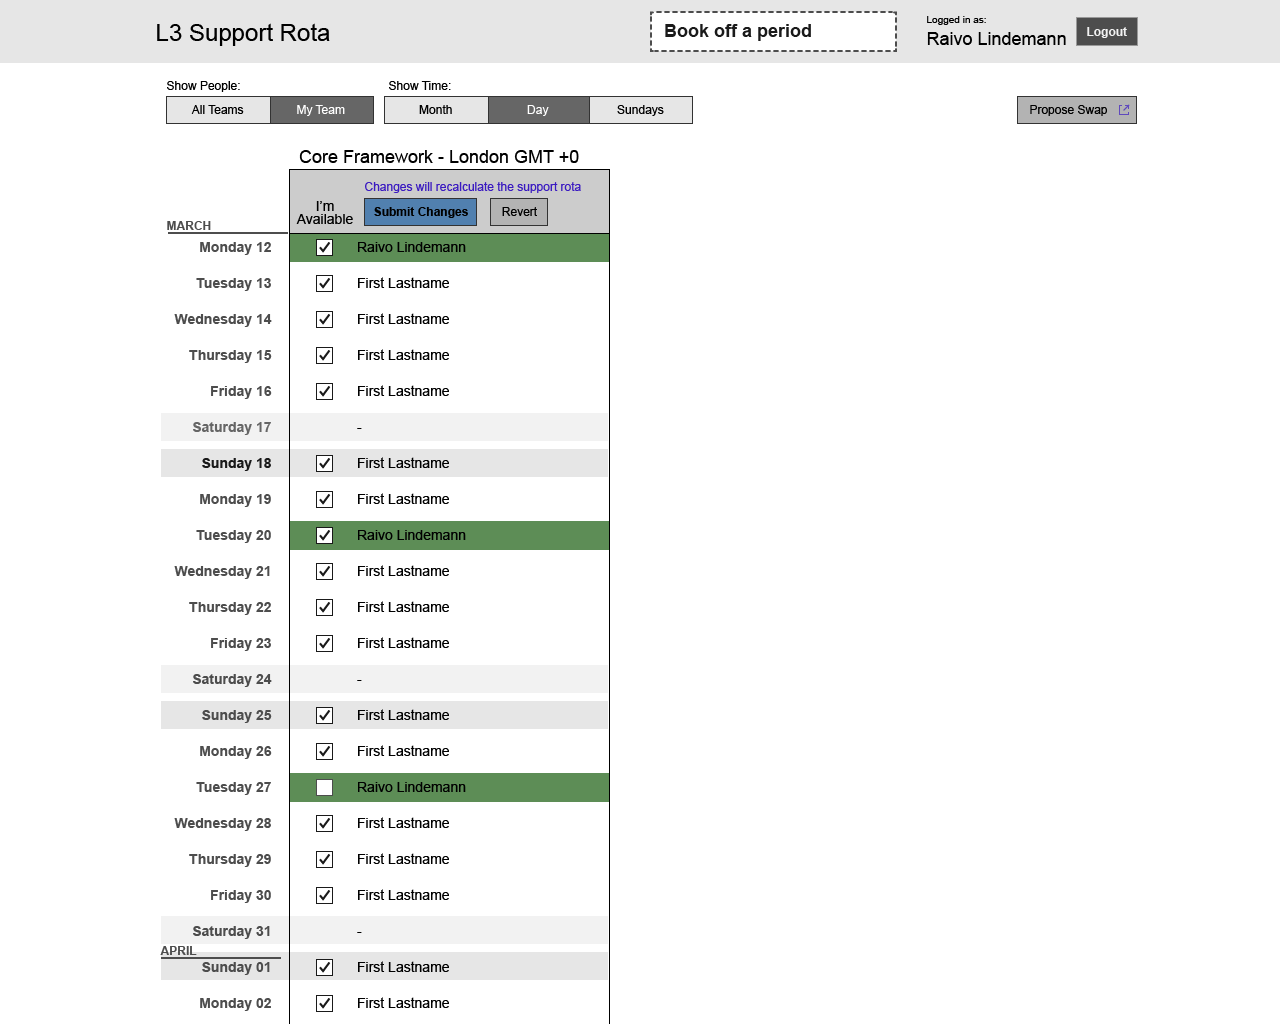 L3 Support Rota
Book off a period
Logged in as:
Raivo Lindemann
Logout
Show People:
Show Time:
All Teams
My Team
Month
Day
Sundays
Propose Swap
Core Framework - London GMT +0
Changes will recalculate the support rota
I'm
Available
Submit Changes
Revert
MARCH
Monday 12 Raivo Lindemann
Tuesday 13 First Lastname
Wednesday 14 First Lastname
Thursday 15 First Lastname
Friday 16 First Lastname
Saturday 17 -
Sunday 18 First Lastname
Monday 19 First Lastname
Tuesday 20 Raivo Lindemann
Wednesday 21 First Lastname
Thursday 22 First Lastname
Friday 23 First Lastname
Saturday 24 -
Sunday 25 First Lastname
Monday 26 First Lastname
Tuesday 27 Raivo Lindemann
Wednesday 28 First Lastname
Thursday 29 First Lastname
Friday 30 First Lastname
Saturday 31 -
APRIL
Sunday 01 First Lastname
Monday 02 First Lastname